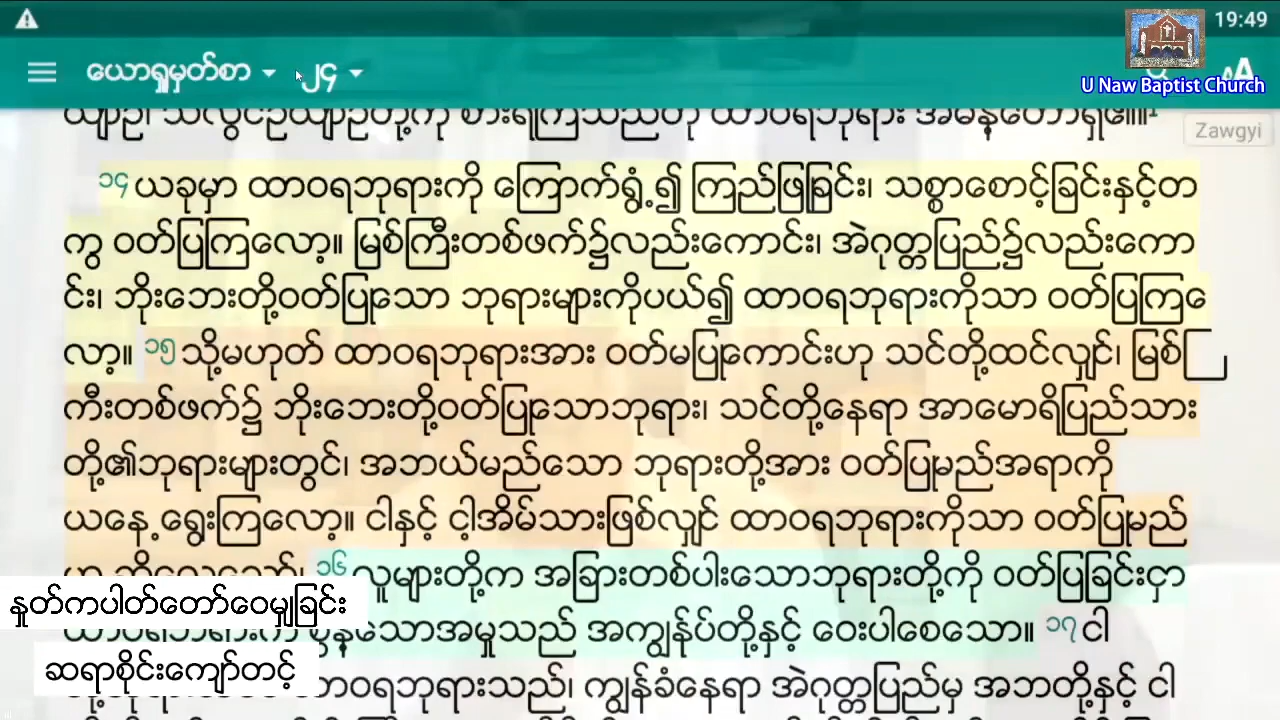 19:49
ယောရှုမှတ်စာ ၂၄
U Naw Baptist Church
Zawgyi
၁၄ ယခုမှာ ထာဝရဘုရားကို ကြောက်ရွံ့၍ ကြည်ဖြူခြင်း၊ သစ္စာစောင့်ခြင်းနှင့်တ
ကွ ဝတ်ပြုကြလော့။ မြစ်ကြီးတစ်ဖက်၌လည်းကောင်း၊ အဲဂုတ္တုပြည်၌လည်းကော
င်း၊ ဘိုးဘေးတို့ဝတ်ပြုသော ဘုရားများကိုပယ်၍ ထာဝရဘုရားကိုသာ ဝတ်ပြုကြေ
လာ့။ ၁၅ သို့မဟုတ် ထာဝရဘုရားအား ဝတ်မပြုကောင်းဟု သင်တို့ထင်လျှင်၊ မြစ်ကြ
ကီးတစ်ဖက်၌ ဘိုးဘေးတို့ဝတ်ပြုသောဘုရား၊ သင်တို့နေရာ အာမောရိပြည်သား
တို့၏ဘုရားများတွင်၊ အဘယ်မည်သော ဘုရားတို့အား ဝတ်ပြုမည်အရာကို
ယနေ့ ရွေးကြလော့။ ငါနှင့် ငါ့အိမ်သားဖြစ်လျှင် ထာဝရဘုရားကိုသာ ဝတ်ပြုမည်
၁၆ လူများတို့က အခြားတစ်ပါးသောဘုရားတို့ကို ဝတ်ပြုခြင်းငှာ
စွန့်သောအမှုသည် အကျွန်ုပ်တို့နှင့် ဝေးပါစေသော။ ၁၇ ငါ
ထာဝရဘုရားသည်၊ ကျွန်ခံနေရာ အဲဂုတ္တုပြည်မှ အဘတို့နှင့် ငါ
နှုတ်ကပါတ်တော်ဝေမျှခြင်း
ဆရာစိုင်းကျော်တင့်